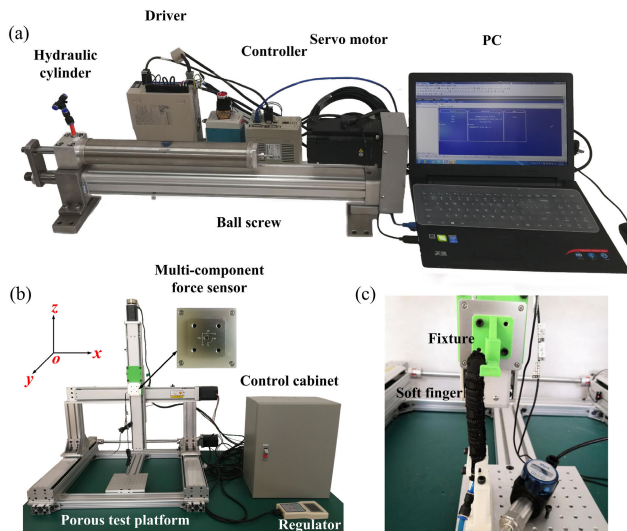 (a)
Driver
Controller
Servo motor
PC
Hydraulic
cylinder
Ball screw
(b)
Multi-component
force sensor
z
o
x
y
Control cabinet
Porous test platform
Regulator
(c)
Fixture
Soft finger